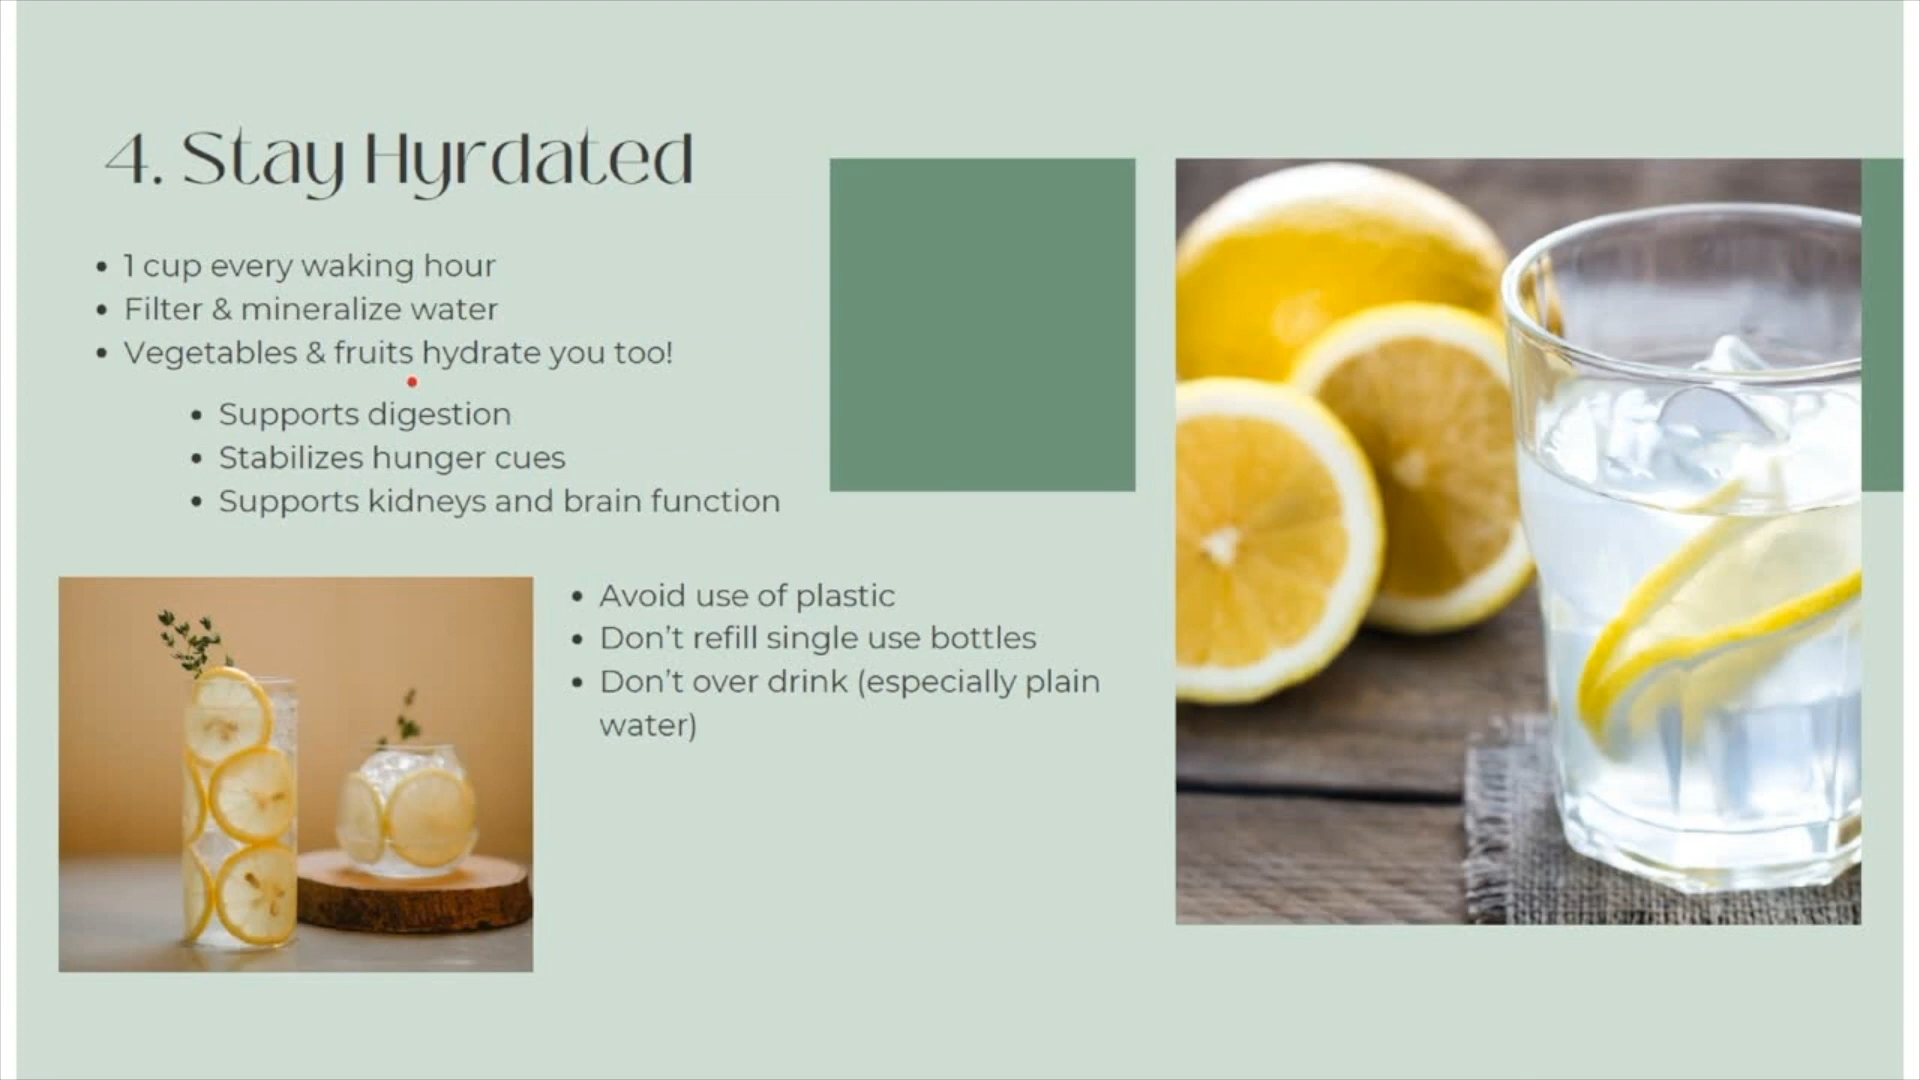 4. Stay Hyrdated
• 1 cup every waking hour
• Filter & mineralize water
• Vegetables & fruits hydrate you too!
• Supports digestion
• Stabilizes hunger cues
• Supports kidneys and brain function
• Avoid use of plastic
• Don't refill single use bottles
• Don't over drink (especially plain
water)